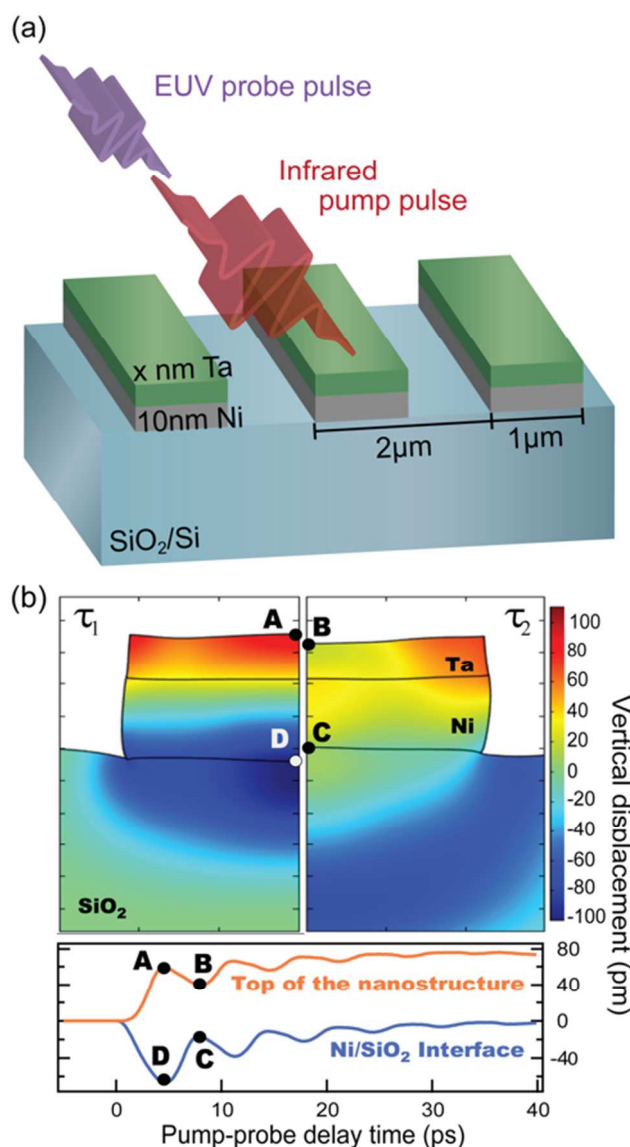 (a)
EUV probe pulse
Infrared
pump pulse
x nm Ta
10nm Ni
2μm
1μm
SiO₂/Si
(b)
τ₁
A
B
τ₂
Ta
Ni
D
C
SiO₂
100
80
60
40
20
0
-20
-40
-60
-80
-100
Vertical displacement (pm)
A
B
Top of the nanostructure
D
C
Ni/SiO₂ Interface
80
40
0
-40
0
10
20
30
40
Pump-probe delay time (ps)